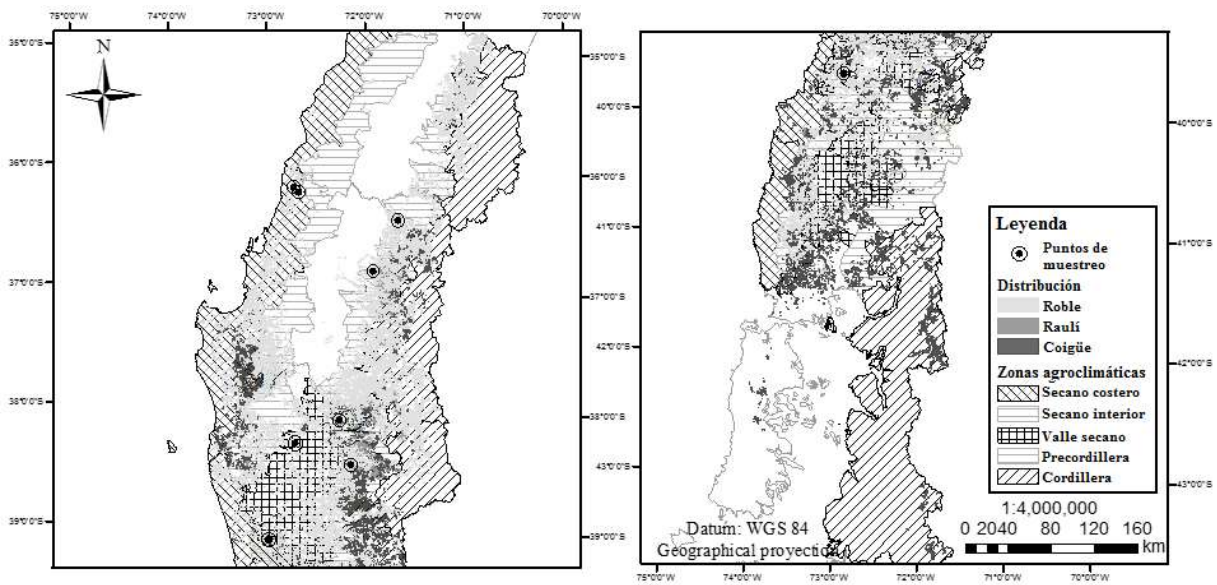 75°0'0"W 73°0'0"W 72°0'0"W 71°0'0"W 70°0'0"W
N
35°0'0"S
36°0'0"S
37°0'0"S
38°0'0"S
39°0'0"S
35°0'0"S
36°0'0"S
37°0'0"S
38°0'0"S
39°0'0"S
40°0'0"S
41°0'0"S
42°0'0"S
43°0'0"S
40°0'0"S
41°0'0"S
42°0'0"S
43°0'0"S
Leyenda
Puntos de
muestreo
Distribución
Roble
Raulí
Coigüe
Zonas agroclimáticas
Secano costero
Secano interior
Valle secano
Precordillera
Cordillera
1:4,000,000
0 2040 80 120 160
km
Datum: WGS 84
Geographical proyection
75°0'0"W 74°0'0"W 73°0'0"W 72°0'0"W 71°0'0"W 70°0'0"W